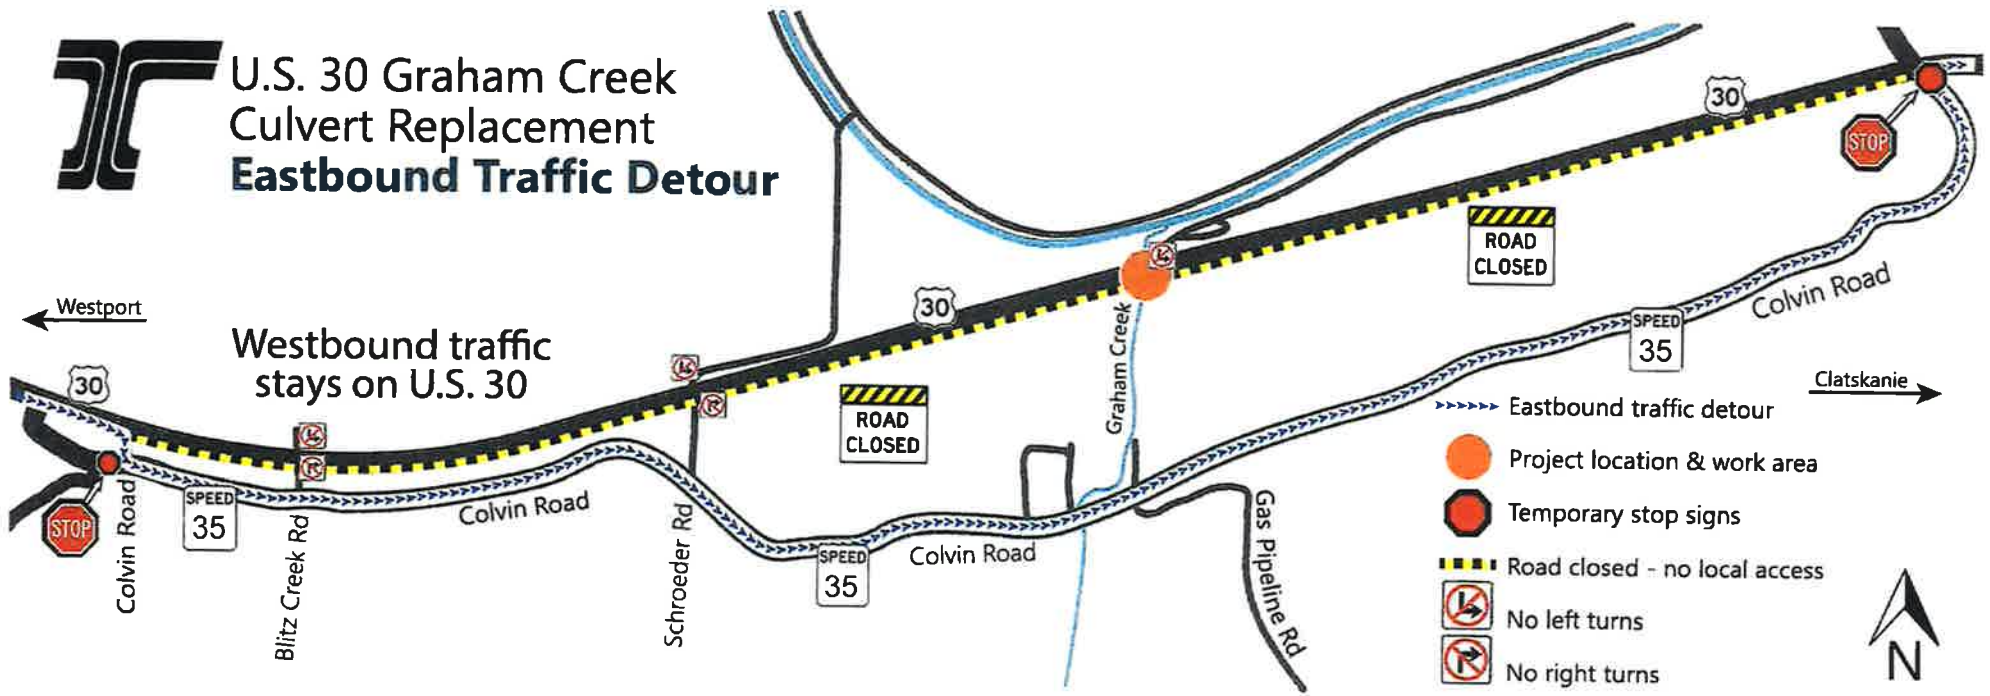 U.S. 30 Graham Creek
Culvert Replacement
Eastbound Traffic Detour
30
STOP
ROAD
CLOSED
Westport
30
Westbound traffic
stays on U.S. 30
30
Graham Creek
Colvin Road
SPEED
35
Clatskanie
ROAD
CLOSED
STOP
Colvin Road
SPEED
35
Blitz Creek Rd
Colvin Road
Schroeder Rd
SPEED
35
Colvin Road
Gas Pipeline Rd
Eastbound traffic detour
Project location & work area
Temporary stop signs
Road closed - no local access
No left turns
No right turns
N